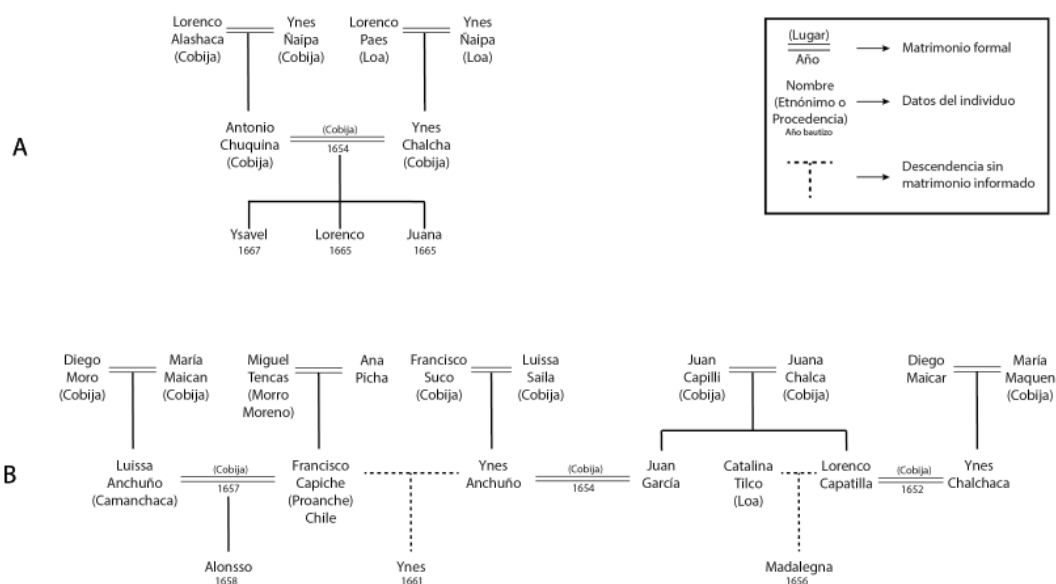 Lorenco
Alashaca
(Cobija)
Ynes
Ñaipa
(Cobija)
Lorenco
Paes
(Loa)
Ynes
Ñaipa
(Loa)
A
Antonio
Chuquina
(Cobija)
(Cobija)
1654
Ynes
Chalcha
(Cobija)
Ysavel
1667
Lorenco
1665
Juana
1665
(Lugar)
Año
Matrimonio formal
Nombre
(Etnónimo o
Procedencia)
Año bautizo
Datos del individuo
Descendencia sin
matrimonio informado
Diego
Moro
(Cobija)
María
Maican
(Cobija)
Miguel
Tencas
(Morro
Moreno)
Ana
Picha
Francisco
Suco
(Cobija)
Luissa
Saila
(Cobija)
Juan
Capilli
(Cobija)
Juana
Chalca
(Cobija)
Diego
Maicar
María
Maquen
(Cobija)
B
Luissa
Anchuño
(Camanchaca)
(Cobija)
1657
Francisco
Capiche
(Proanche)
Chile
Ynes
Anchuño
(Cobija)
1654
Juan
García
Catalina
Tilco
(Loa)
Lorenco
Capatilla
(Cobija)
1652
Ynes
Chalchaca
Alonsso
1658
Ynes
1661
Madalegna
1656